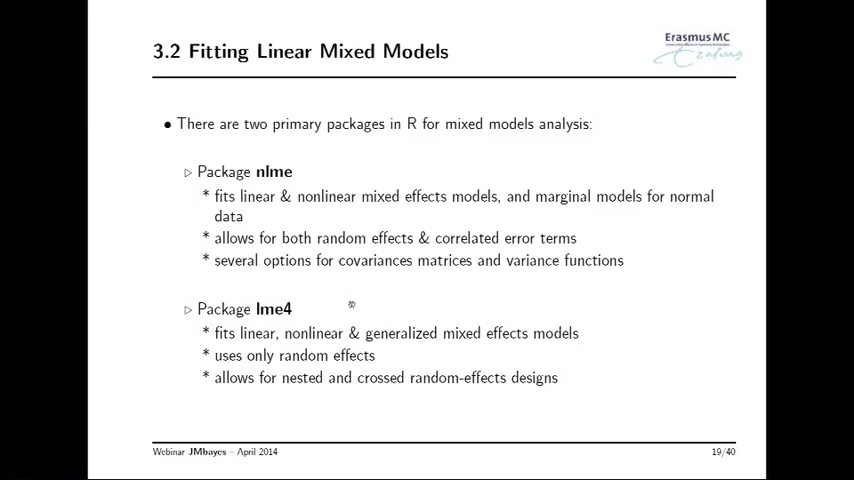 3.2 Fitting Linear Mixed Models
Erasmus MC
• There are two primary packages in R for mixed models analysis:
▷ Package nlme
* fits linear & nonlinear mixed effects models, and marginal models for normal
data
* allows for both random effects & correlated error terms
* several options for covariances matrices and variance functions
▷ Package lme4
* fits linear, nonlinear & generalized mixed effects models
* uses only random effects
* allows for nested and crossed random-effects designs
Webinar JMbayes – April 2014
19/40